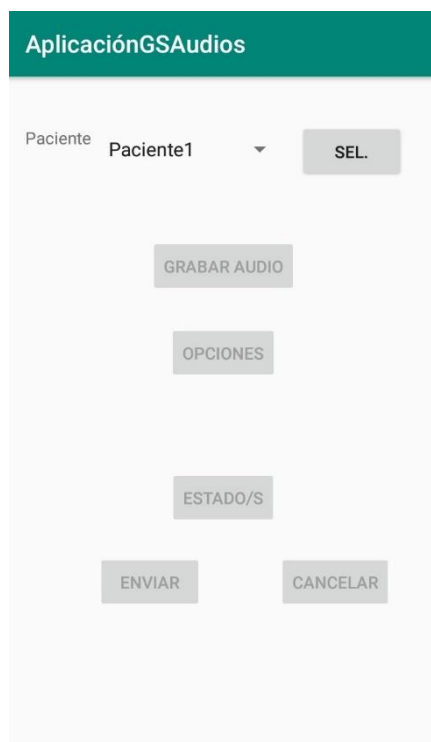 AplicaciónGSAudios
Paciente Paciente1 SEL.
GRABAR AUDIO
OPCIONES
ESTADO/S
ENVIAR CANCELAR